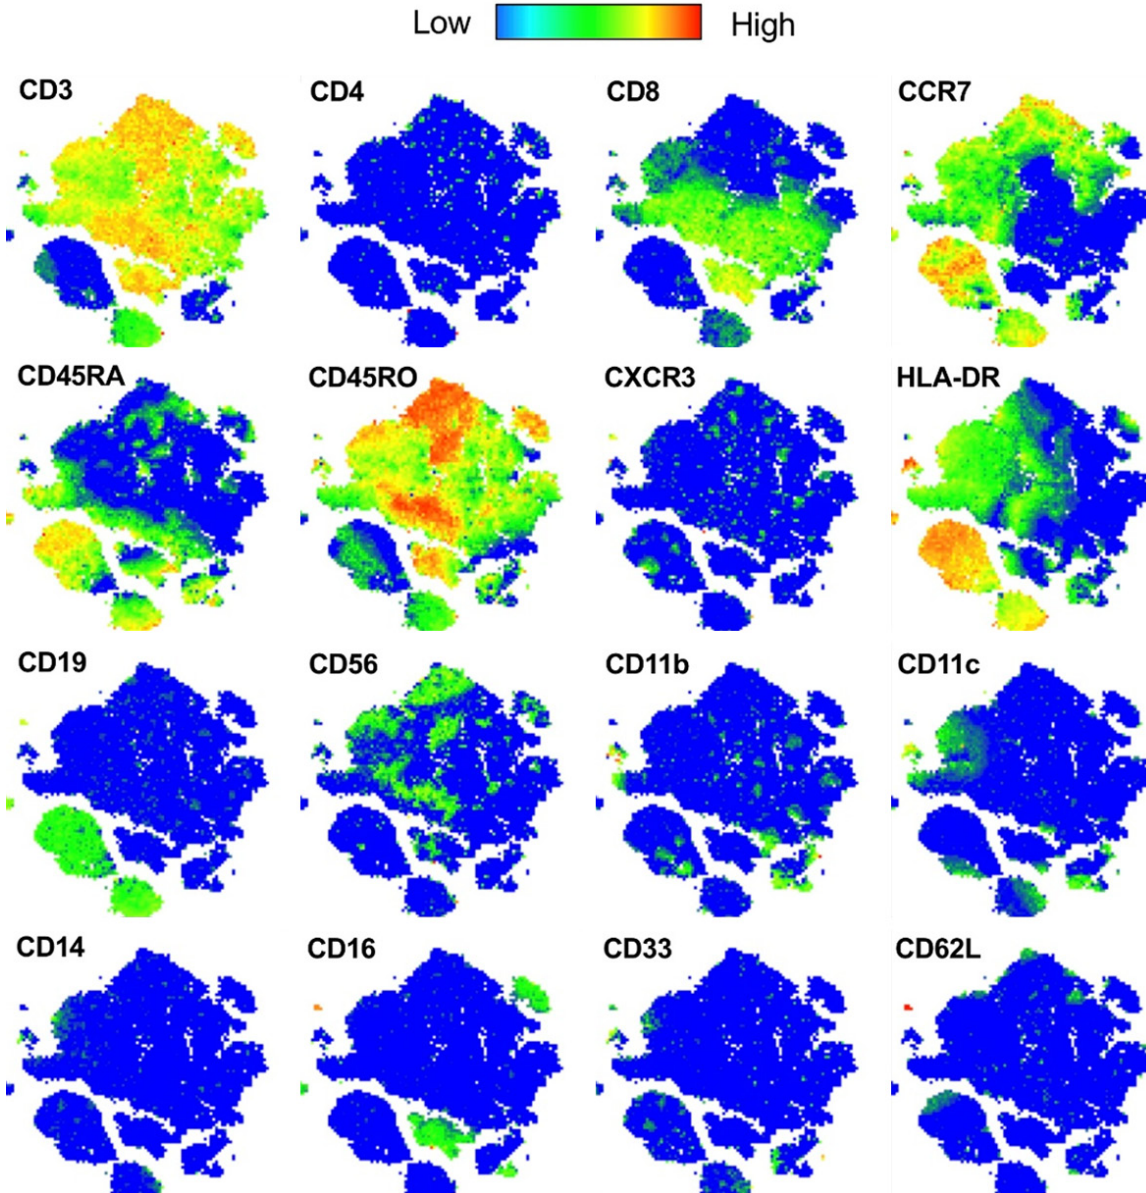 Low High
CD3 CD4 CD8 CCR7
CD45RA CD45RO CXCR3 HLA-DR
CD19 CD56 CD11b CD11c
CD14 CD16 CD33 CD62L